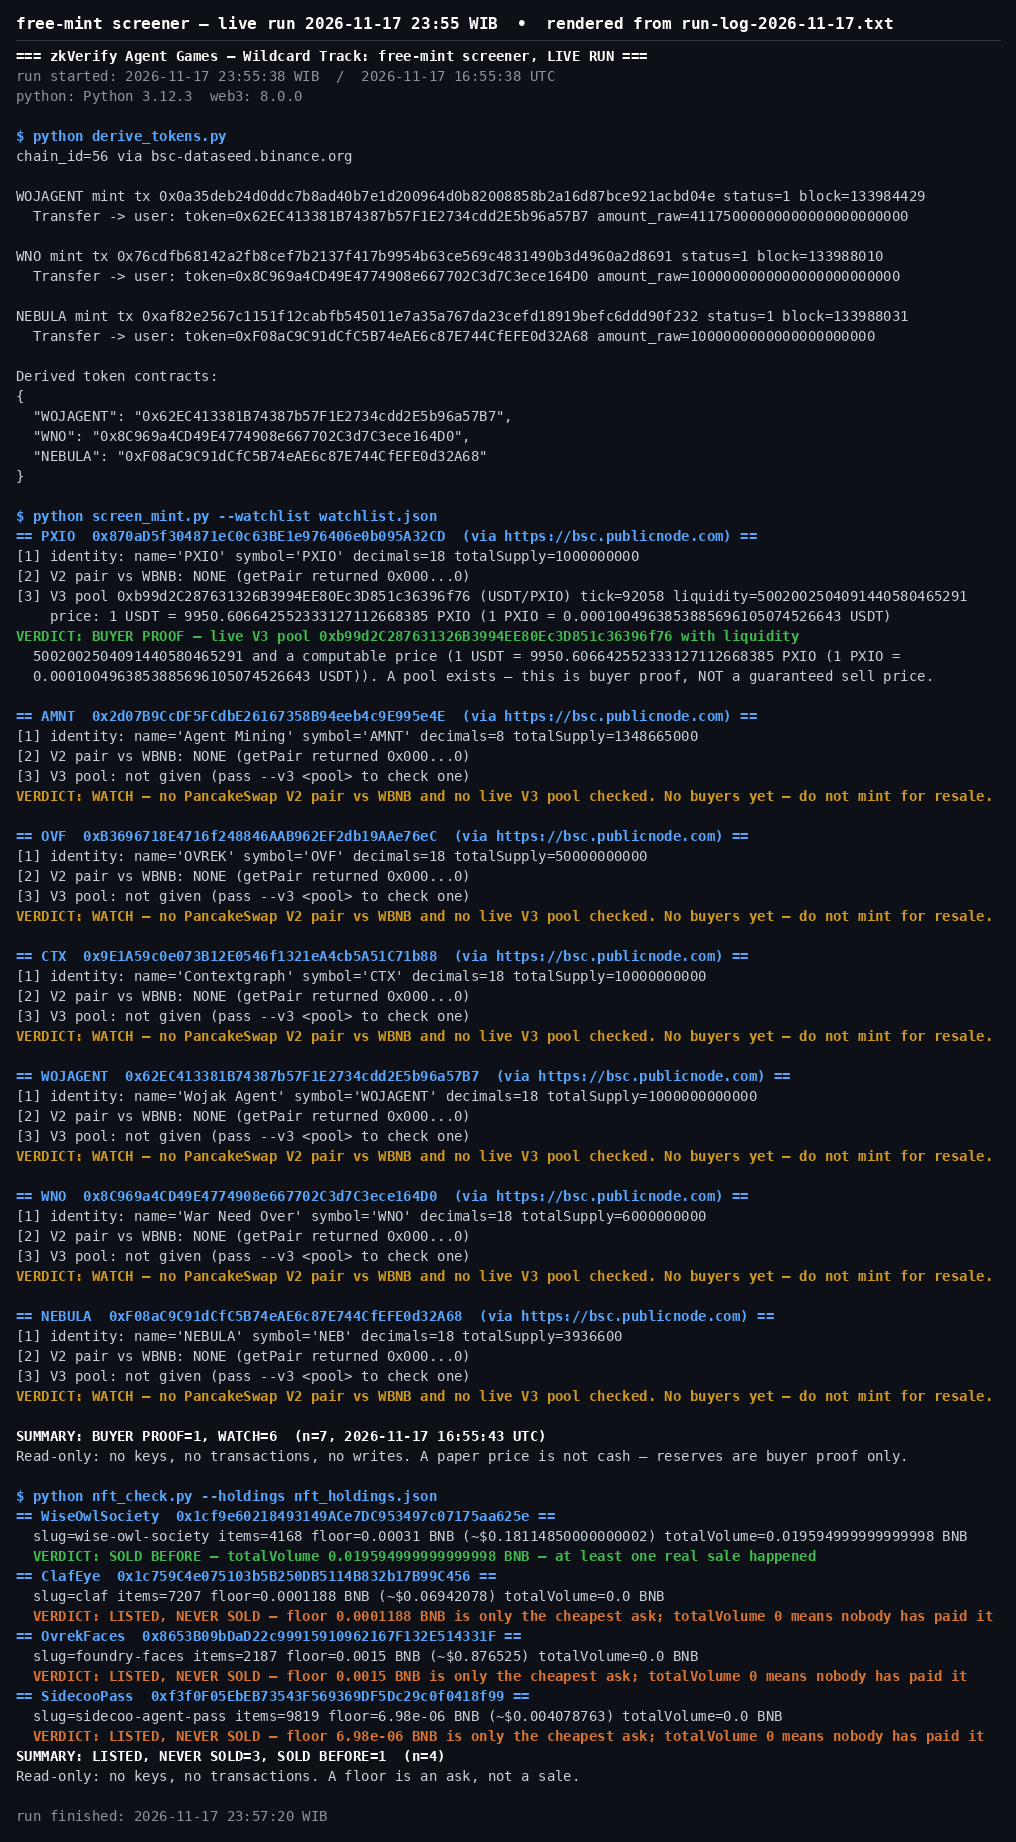 free-mint screener — live run 2026-11-17 23:55 WIB • rendered from run-log-2026-11-17.txt
=== zkVerify Agent Games — Wildcard Track: free-mint screener, LIVE RUN ===
run started: 2026-11-17 23:55:38 WIB / 2026-11-17 16:55:38 UTC
python: Python 3.12.3 web3: 8.0.0
$ python derive_tokens.py
chain_id=56 via bsc-dataseed.binance.org
WOJAGENT mint tx 0x0a35deb24d0ddc7b8ad40b7e1d200964d0b82008858b2a16d87bce921acbd04e status=1 block=133984429
Transfer -> user: token=0x62EC413381B74387b57F1E2734cdd2E5b96a57B7 amount_raw=41175000000000000000000000
WNO mint tx 0x76cdfb68142a2fb8cef7b2137f417b9954b63ce569c4831490b3d4960a2d8691 status=1 block=133988010
Transfer -> user: token=0x8C969a4CD49E4774908e667702C3d7C3ece164D0 amount_raw=1000000000000000000000000
NEBULA mint tx 0xaf82e2567c1151f12cabfb545011e7a35a767da23cefd18919befc6ddd90f232 status=1 block=133988031
Transfer -> user: token=0xF08aC9C91dCfC5B74eAE6c87E744CfEFE0d32A68 amount_raw=1000000000000000000000
Derived token contracts:
{
"WOJAGENT": "0x62EC413381B74387b57F1E2734cdd2E5b96a57B7",
"WNO": "0x8C969a4CD49E4774908e667702C3d7C3ece164D0",
"NEBULA": "0xF08aC9C91dCfC5B74eAE6c87E744CfEFE0d32A68"
}
$ python screen_mint.py --watchlist watchlist.json
== PXIO 0x870aD5f304871eC0c63BE1e976406e0b095A32CD (via https://bsc.publicnode.com) ==
[1] identity: name='PXIO' symbol='PXIO' decimals=18 totalSupply=1000000000
[2] V2 pair vs WBNB: NONE (getPair returned 0x000...0)
[3] V3 pool 0xb99d2C287631326B3994EE80Ec3D851c36396f76 (USDT/PXIO) tick=92058 liquidity=5002002504091440580465291
price: 1 USDT = 9950.606642552333127112668385 PXIO (1 PXIO = 0.0001004963853885696105074526643 USDT)
VERDICT: BUYER PROOF — live V3 pool 0xb99d2C287631326B3994EE80Ec3D851c36396f76 with liquidity
5002002504091440580465291 and a computable price (1 USDT = 9950.606642552333127112668385 PXIO (1 PXIO =
0.0001004963853885696105074526643 USDT)). A pool exists — this is buyer proof, NOT a guaranteed sell price.
== AMNT 0x2d07B9CcDF5FCdbE26167358B94eeb4c9E995e4E (via https://bsc.publicnode.com) ==
[1] identity: name='Agent Mining' symbol='AMNT' decimals=8 totalSupply=1348665000
[2] V2 pair vs WBNB: NONE (getPair returned 0x000...0)
[3] V3 pool: not given (pass --v3 <pool> to check one)
VERDICT: WATCH — no PancakeSwap V2 pair vs WBNB and no live V3 pool checked. No buyers yet — do not mint for resale.
== OVF 0xB3696718E4716f248846AAB962EF2db19AAe76eC (via https://bsc.publicnode.com) ==
[1] identity: name='OVREK' symbol='OVF' decimals=18 totalSupply=50000000000
[2] V2 pair vs WBNB: NONE (getPair returned 0x000...0)
[3] V3 pool: not given (pass --v3 <pool> to check one)
VERDICT: WATCH — no PancakeSwap V2 pair vs WBNB and no live V3 pool checked. No buyers yet — do not mint for resale.
== CTX 0x9E1A59c0e073B12E0546f1321eA4cb5A51C71b88 (via https://bsc.publicnode.com) ==
[1] identity: name='Contextgraph' symbol='CTX' decimals=18 totalSupply=10000000000
[2] V2 pair vs WBNB: NONE (getPair returned 0x000...0)
[3] V3 pool: not given (pass --v3 <pool> to check one)
VERDICT: WATCH — no PancakeSwap V2 pair vs WBNB and no live V3 pool checked. No buyers yet — do not mint for resale.
== WOJAGENT 0x62EC413381B74387b57F1E2734cdd2E5b96a57B7 (via https://bsc.publicnode.com) ==
[1] identity: name='Wojak Agent' symbol='WOJAGENT' decimals=18 totalSupply=1000000000000
[2] V2 pair vs WBNB: NONE (getPair returned 0x000...0)
[3] V3 pool: not given (pass --v3 <pool> to check one)
VERDICT: WATCH — no PancakeSwap V2 pair vs WBNB and no live V3 pool checked. No buyers yet — do not mint for resale.
== WNO 0x8C969a4CD49E4774908e667702C3d7C3ece164D0 (via https://bsc.publicnode.com) ==
[1] identity: name='War Need Over' symbol='WNO' decimals=18 totalSupply=6000000000
[2] V2 pair vs WBNB: NONE (getPair returned 0x000...0)
[3] V3 pool: not given (pass --v3 <pool> to check one)
VERDICT: WATCH — no PancakeSwap V2 pair vs WBNB and no live V3 pool checked. No buyers yet — do not mint for resale.
== NEBULA 0xF08aC9C91dCfC5B74eAE6c87E744CfEFE0d32A68 (via https://bsc.publicnode.com) ==
[1] identity: name='NEBULA' symbol='NEB' decimals=18 totalSupply=3936600
[2] V2 pair vs WBNB: NONE (getPair returned 0x000...0)
[3] V3 pool: not given (pass --v3 <pool> to check one)
VERDICT: WATCH — no PancakeSwap V2 pair vs WBNB and no live V3 pool checked. No buyers yet — do not mint for resale.
SUMMARY: BUYER PROOF=1, WATCH=6 (n=7, 2026-11-17 16:55:43 UTC)
Read-only: no keys, no transactions, no writes. A paper price is not cash — reserves are buyer proof only.
$ python nft_check.py --holdings nft_holdings.json
== WiseOwlSociety 0x1cf9e60218493149ACe7DC953497c07175aa625e ==
slug=wise-owl-society items=4168 floor=0.00031 BNB (~$0.18114850000000002) totalVolume=0.019594999999999998 BNB
VERDICT: SOLD BEFORE — totalVolume 0.019594999999999998 BNB — at least one real sale happened
== ClafEye 0x1c759C4e075103b5B250DB5114B832b17B99C456 ==
slug=claf items=7207 floor=0.0001188 BNB (~$0.06942078) totalVolume=0.0 BNB
VERDICT: LISTED, NEVER SOLD — floor 0.0001188 BNB is only the cheapest ask; totalVolume 0 means nobody has paid it
== OvrekFaces 0x8653B09bDaD22c99915910962167F132E514331F ==
slug=foundry-faces items=2187 floor=0.0015 BNB (~$0.876525) totalVolume=0.0 BNB
VERDICT: LISTED, NEVER SOLD — floor 0.0015 BNB is only the cheapest ask; totalVolume 0 means nobody has paid it
== SidecooPass 0xf3f0F05EbEB73543F569369DF5Dc29c0f0418f99 ==
slug=sidecoo-agent-pass items=9819 floor=6.98e-06 BNB (~$0.004078763) totalVolume=0.0 BNB
VERDICT: LISTED, NEVER SOLD — floor 6.98e-06 BNB is only the cheapest ask; totalVolume 0 means nobody has paid it
SUMMARY: LISTED, NEVER SOLD=3, SOLD BEFORE=1 (n=4)
Read-only: no keys, no transactions. A floor is an ask, not a sale.
run finished: 2026-11-17 23:57:20 WIB